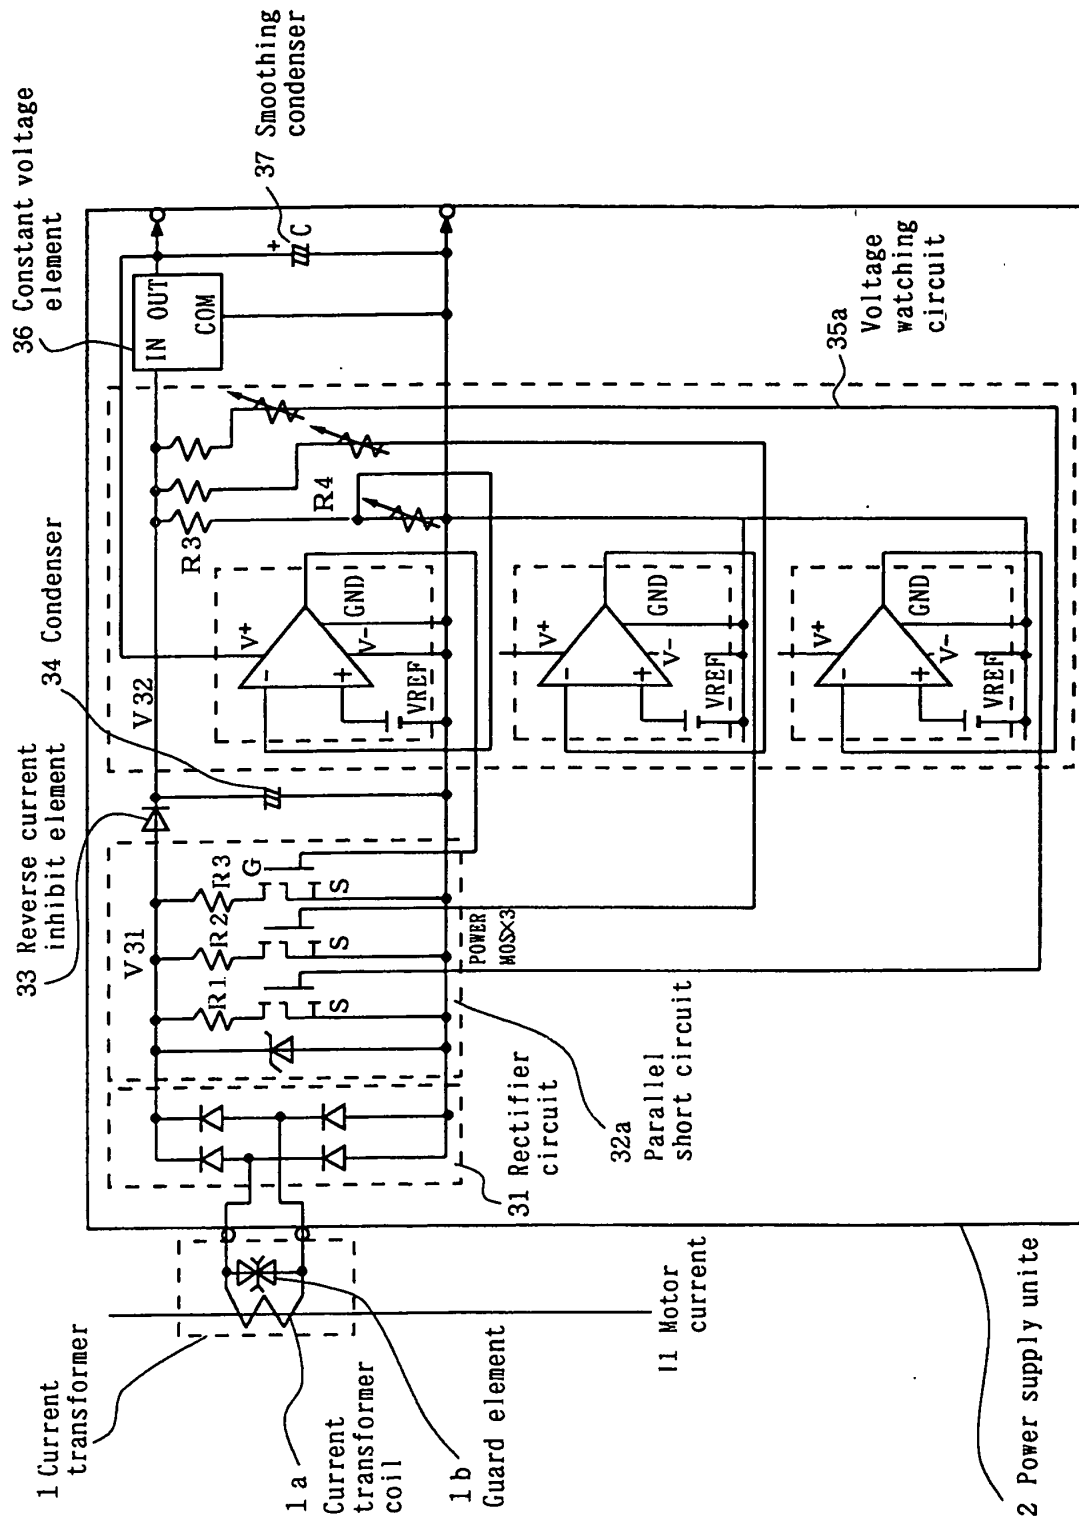 1 Current
transformer
1a
Current
transformer
coil
1b
Guard element
I1 Motor
current
2 Power supply unite
31 Rectifier
circuit
32a
Parallel
short circuit
33 Reverse current
inhibit element
V31
R1
R2
R3
G
S
S
S
POWER
MOS×3
34 Condenser
V32
V+
-
+
GND
V-
VREF
V+
-
+
GND
V-
VREF
V+
-
+
GND
V-
VREF
R3
R4
35a
Voltage
watching
circuit
36 Constant voltage
element
IN OUT
COM
+
C
37 Smoothing
condenser